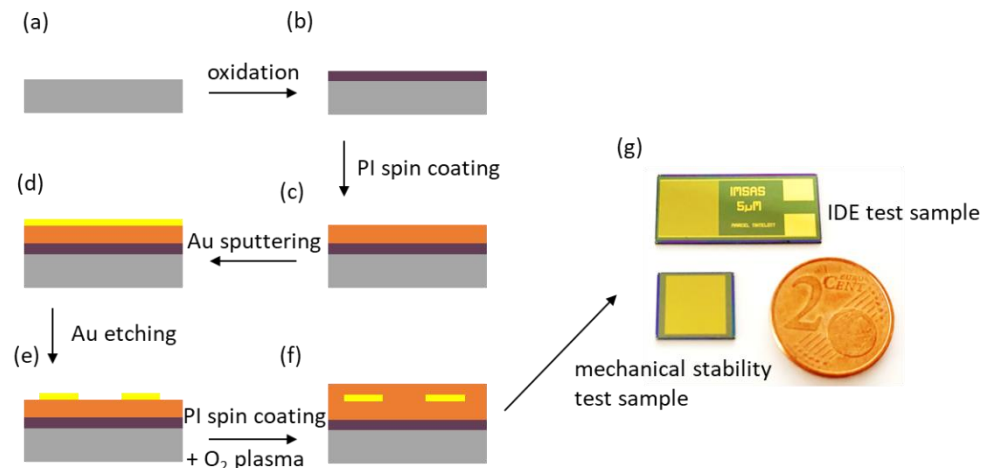 (a)
(b)
oxidation
PI spin coating
(g)
IMSAS
5µM
IDE test sample
(d)
(c)
Au sputtering
2
CENT
EURO
Au etching
mechanical stability
test sample
(e)
(f)
PI spin coating
+ O₂ plasma